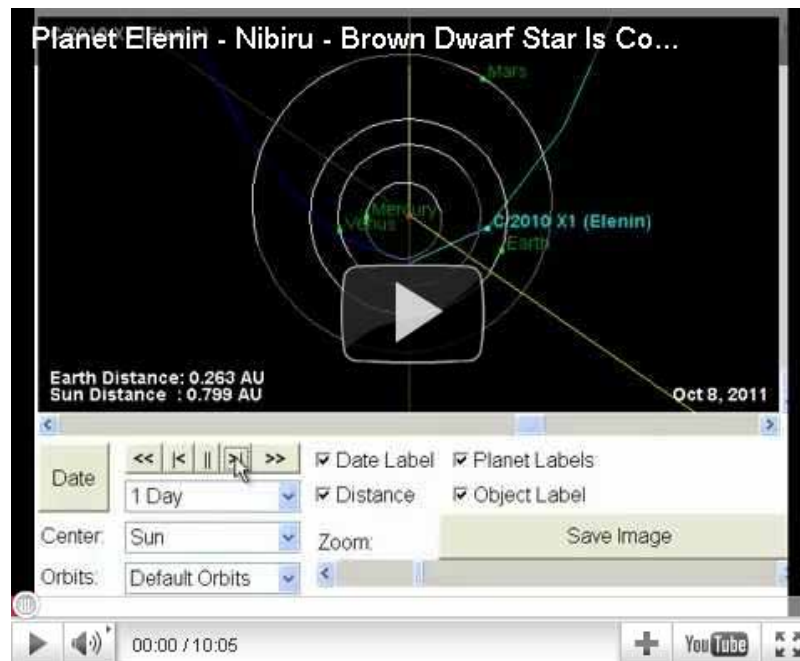 Planet Elenin - Nibiru - Brown Dwarf Star Is Co...
Mars
Mercury
Venus
C/2010 X1 (Elenin)
Earth
Earth Distance: 0.263 AU
Sun Distance : 0.799 AU
Oct 8, 2011
Date
<< |< || >| >>
Date Label
Planet Labels
1 Day
Distance
Object Label
Center:
Sun
Zoom:
Save Image
Orbits:
Default Orbits
00:00 / 10:05
YouTube